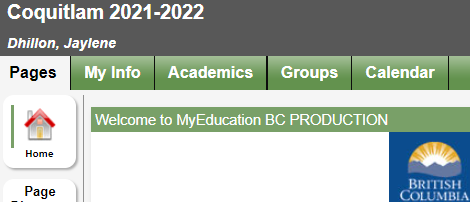 Coquitlam 2021-2022
Dhillon, Jaylene
Pages My Info Academics Groups Calendar
Home
Page
Welcome to MyEducation BC PRODUCTION
BRITISH
COLUMBIA